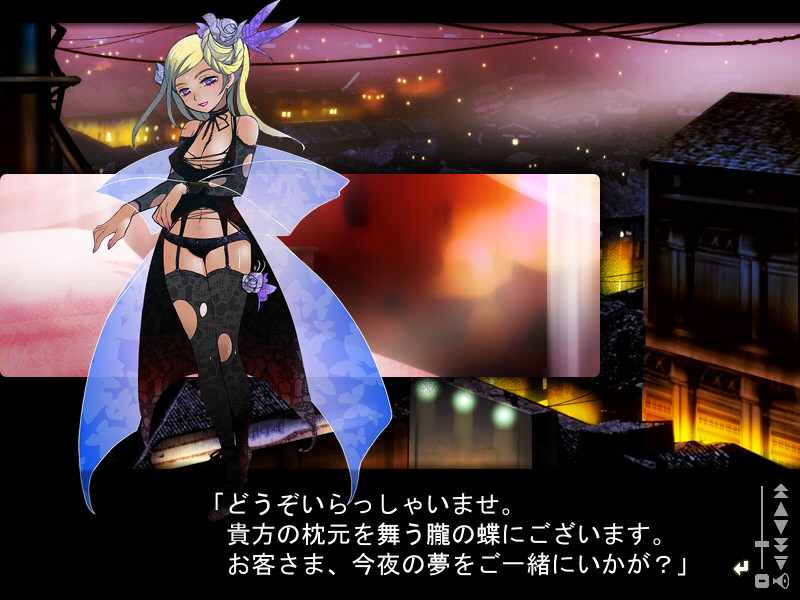 「どうぞいらっしゃいませ。
貴方の枕元を舞う朧の蝶にございます。
お客さま、今夜の夢をご一緒にいかが？」